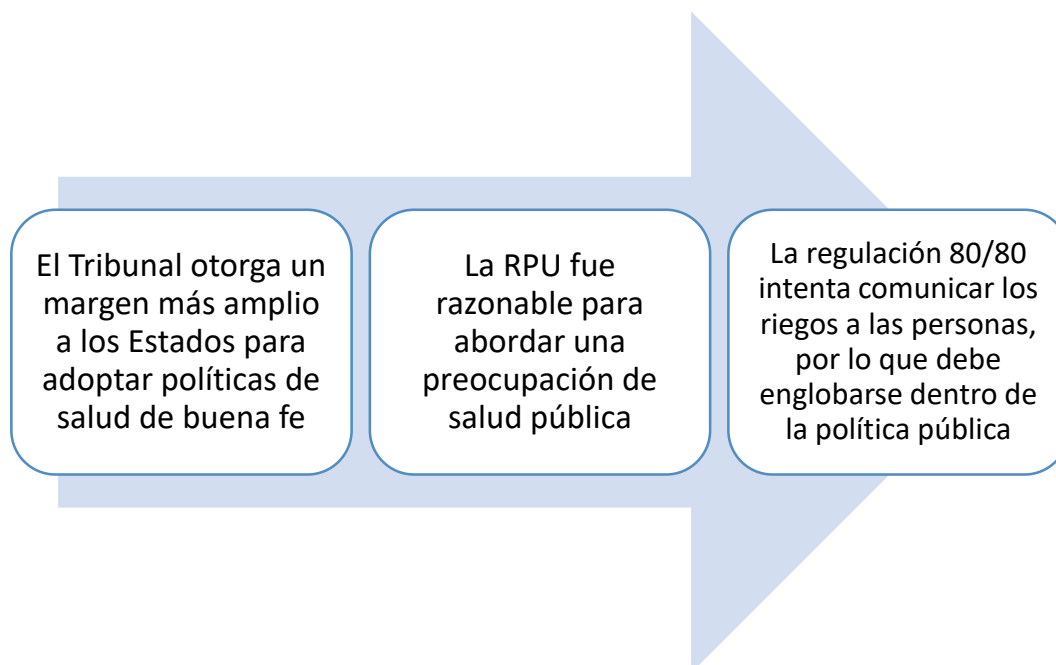 El Tribunal otorga un
margen más amplio
a los Estados para
adoptar políticas de
salud de buena fe
La RPU fue
razonable para
abordar una
preocupación de
salud pública
La regulación 80/80
intenta comunicar los
riegos a las personas,
por lo que debe
englobarse dentro de
la política pública